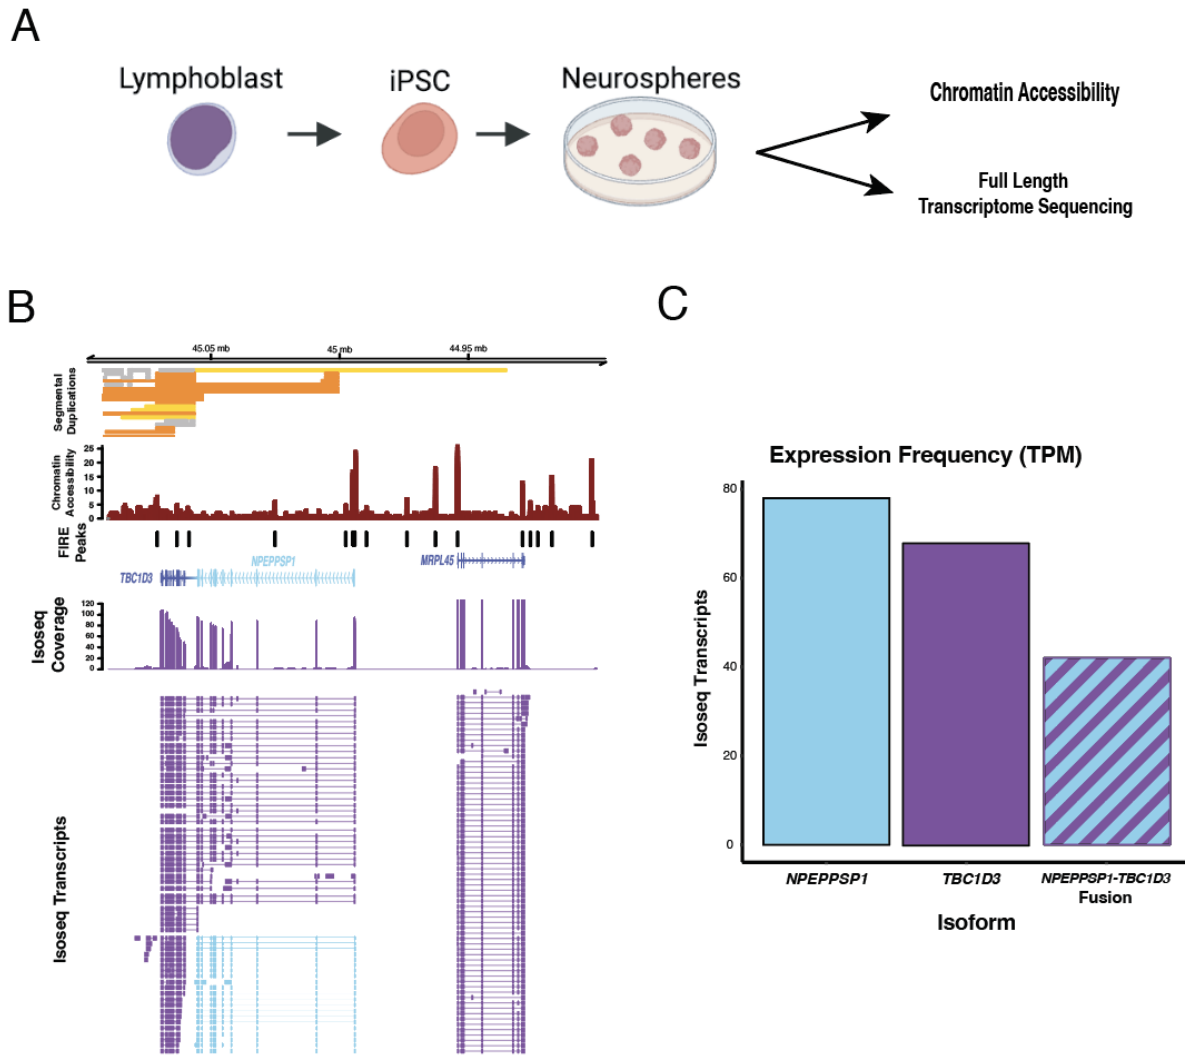 A
Lymphoblast
iPSC
Neurospheres
Chromatin Accessibility
Full Length
Transcriptome Sequencing
B
45.05 mb
45 mb
44.95 mb
Segmental
Duplications
Chromatin
Accessibility
25
20
15
10
5
0
FIRE
Peaks
NPEPPSP1
MRPL45
TBC1D3
Isoseq
Coverage
120
100
80
60
40
20
0
Isoseq Transcripts
C
Expression Frequency (TPM)
Isoseq Transcripts
80
60
40
20
0
NPEPPSP1
TBC1D3
NPEPPSP1-TBC1D3
Fusion
Isoform